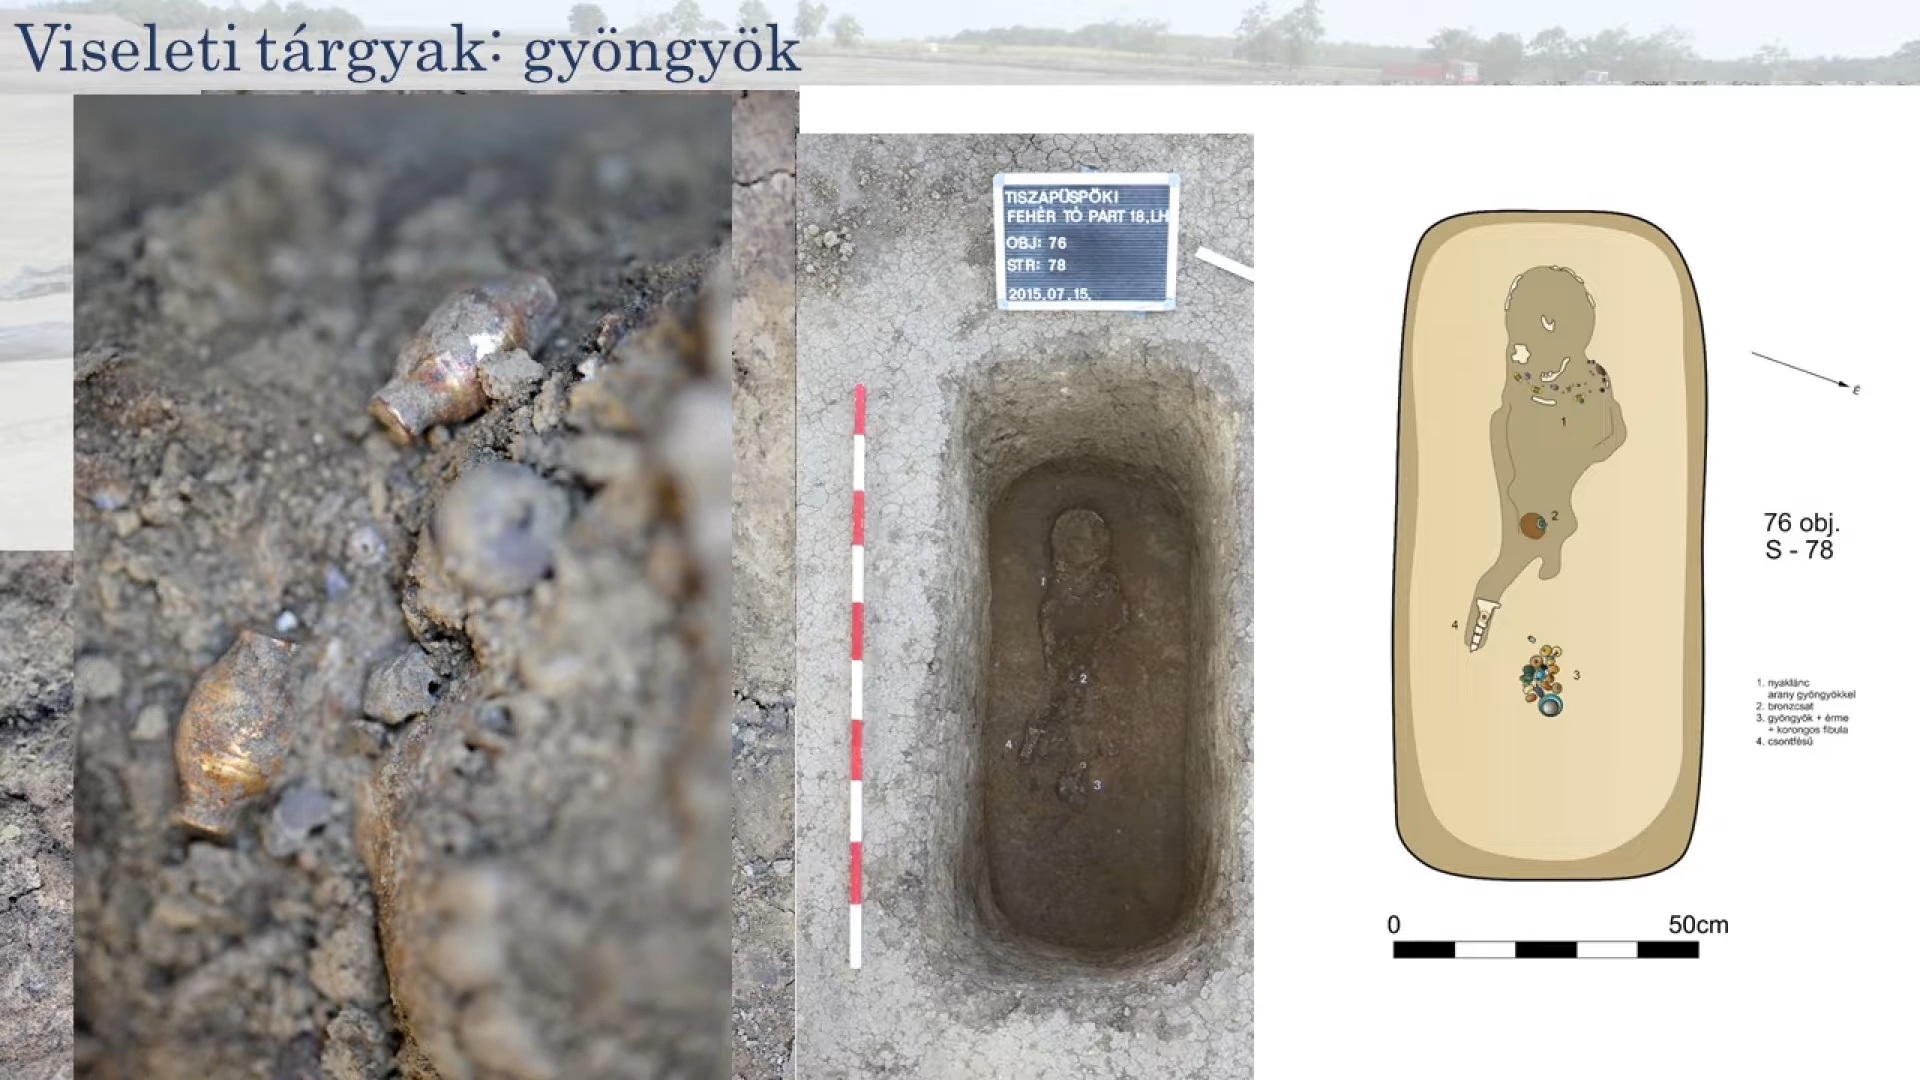 Viseleti tárgyak: gyöngyök
TISZAPÜSPÖKI
FEHÉR TÓ PART 18.LH
OBJ: 76
STR: 78
2015.07.15.
1
2
4
3
1
2
4
3
É
76 obj.
S - 78
1. nyaklánc
arany gyöngyökkel
2. bronzcsat
3. gyöngyök + érme
+ korongos fibula
4. csontfésű
0 50cm